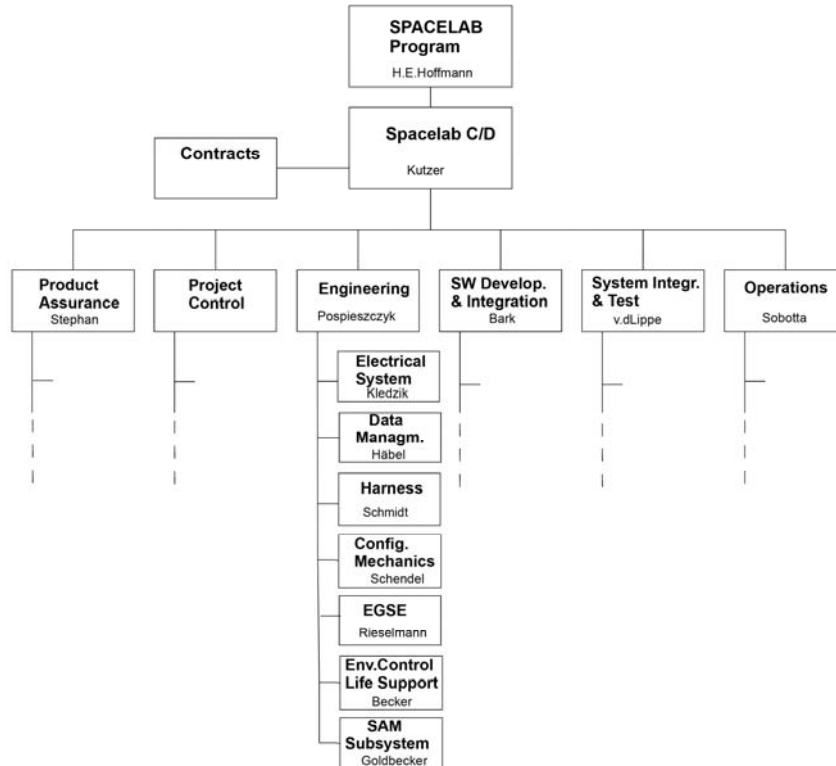 SPACELAB
Program
H.E.Hoffmann
Spacelab C/D
Kutzer
Contracts
Product
Assurance
Stephan
Project
Control
Engineering
Pospieszczyk
SW Develop.
& Integration
Bark
System Integr.
& Test
v.dLippe
Operations
Sobotta
Electrical
System
Kledzik
Data
Managm.
Häbel
Harness
Schmidt
Config.
Mechanics
Schendel
EGSE
Rieselmann
Env.Control
Life Support
Becker
SAM
Subsystem
Goldbecker